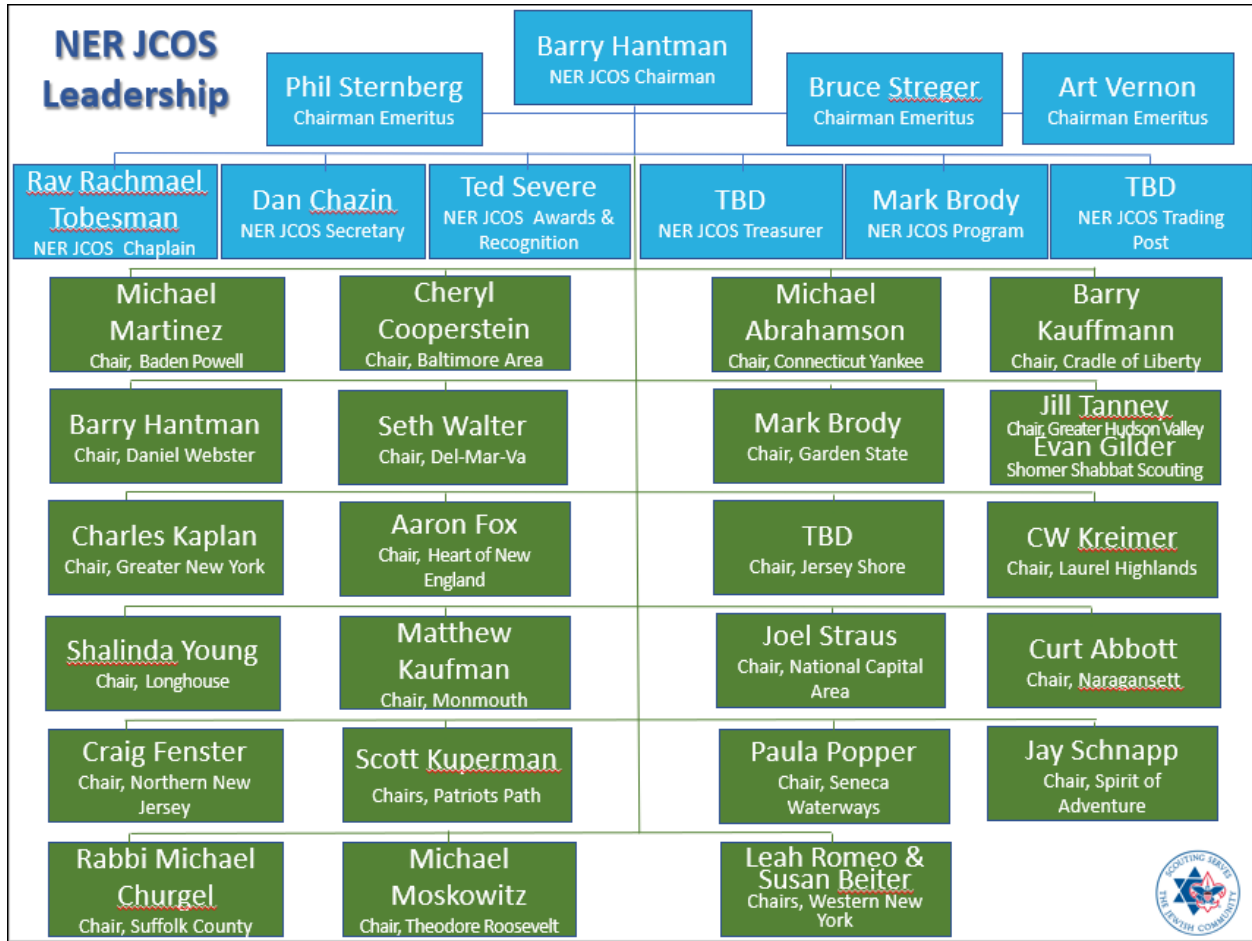 NER JCOS
Leadership
Barry Hantman
NER JCOS Chairman
Phil Sternberg
Chairman Emeritus
Bruce Streger
Chairman Emeritus
Art Vernon
Chairman Emeritus
Rav Rachmael
Tobesman
NER JCOS Chaplain
Dan Chazin
NER JCOS Secretary
Ted Severe
NER JCOS Awards &
Recognition
TBD
NER JCOS Treasurer
Mark Brody
NER JCOS Program
TBD
NER JCOS Trading
Post
Michael
Martinez
Chair, Baden Powell
Cheryl
Cooperstein
Chair, Baltimore Area
Michael
Abrahamson
Chair, Connecticut Yankee
Barry
Kauffmann
Chair, Cradle of Liberty
Barry Hantman
Chair, Daniel Webster
Seth Walter
Chair, Del-Mar-Va
Mark Brody
Chair, Garden State
Jill Tanney
Chair, Greater Hudson Valley
Evan Gilder
Shomer Shabbat Scouting
Charles Kaplan
Chair, Greater New York
Aaron Fox
Chair, Heart of New
England
TBD
Chair, Jersey Shore
CW Kreimer
Chair, Laurel Highlands
Shalinda Young
Chair, Longhouse
Matthew
Kaufman
Chair, Monmouth
Joel Straus
Chair, National Capital
Area
Curt Abbott
Chair, Naragansett
Craig Fenster
Chair, Northern New
Jersey
Scott Kuperman
Chairs, Patriots Path
Paula Popper
Chair, Seneca
Waterways
Jay Schnapp
Chair, Spirit of
Adventure
Rabbi Michael
Churgel
Chair, Suffolk County
Michael
Moskowitz
Chair, Theodore Roosevelt
Leah Romeo &
Susan Beiter
Chairs, Western New
York
SCOUTING SERVES
THE JEWISH COMMUNITY